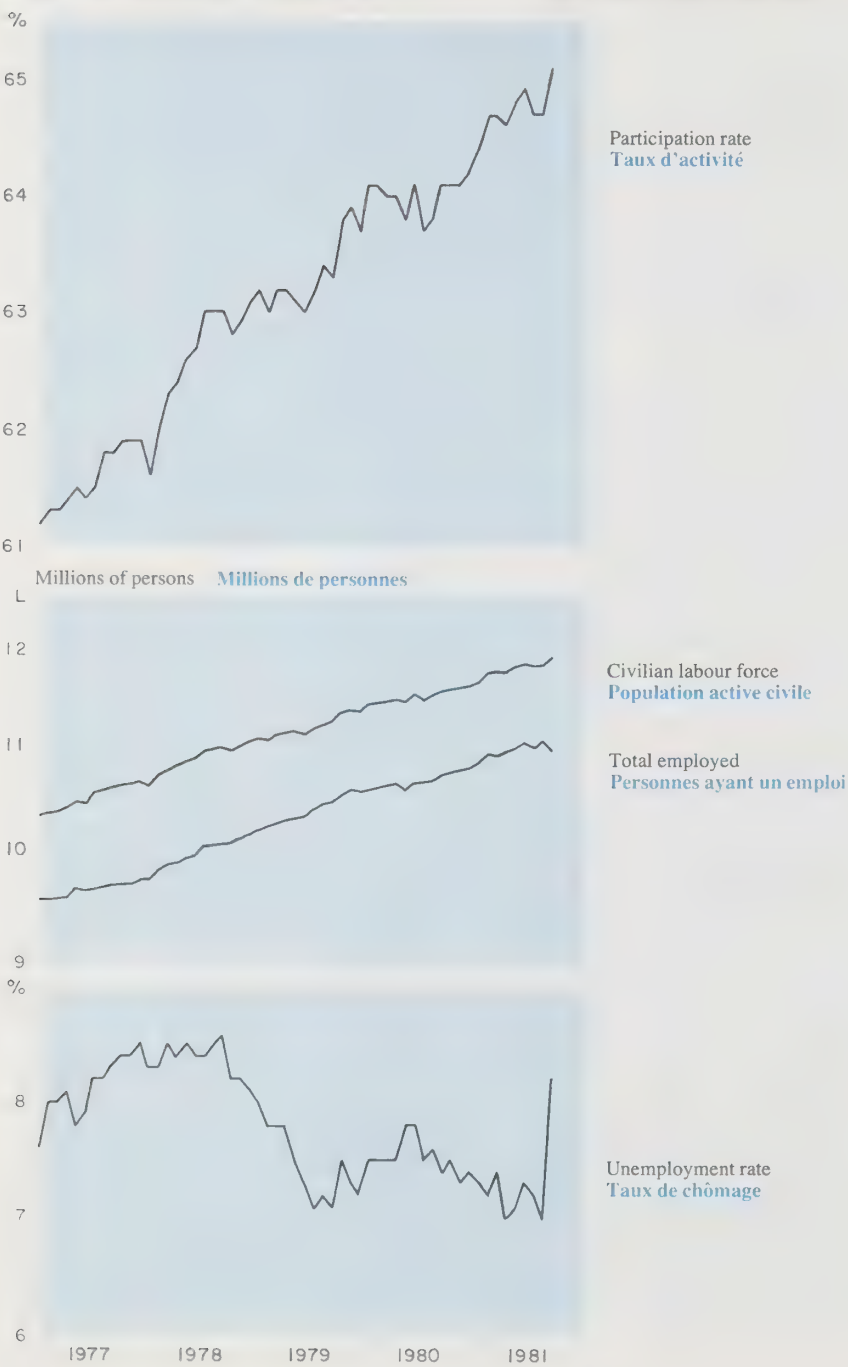 %
65
Participation rate
Taux d'activité
64
63
62
61
Millions of persons Millions de personnes
L
12
Civilian labour force
Population active civile
11
Total employed
Personnes ayant un emploi
10
9
%
8
Unemployment rate
Taux de chômage
7
6
1977 1978 1979 1980 1981